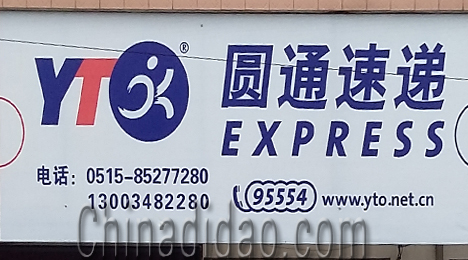 YTO® 圆通速递
EXPRESS
电话: 0515-85277280
13003482280
95554 www.yto.net.cn
Chinadidao.com